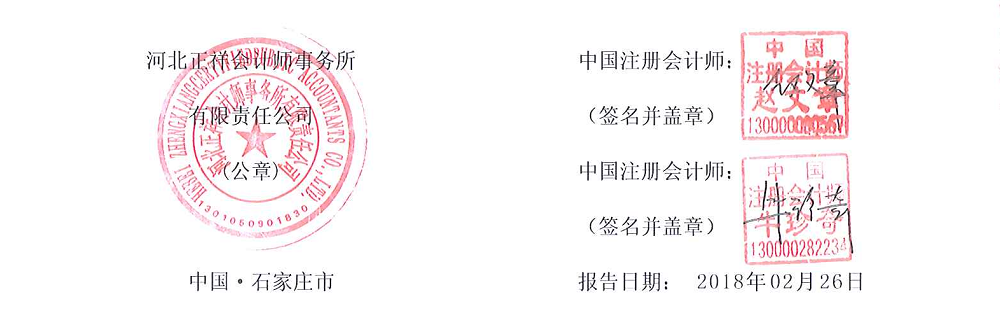 河北正祥会计师事务所
有限责任公司
(公章)
中国•石家庄市
HEBEI ZHENGXIANG CERTIFIED PUBLIC ACCOUNTANTS CO., LTD.
河北正祥会计师事务所有限责任公司
1301050901830
中国注册会计师:
(签名并盖章)
中国
注册会计师
赵文
中国注册会计师:
(签名并盖章)
中国
注册会计师
牛珍奇
130000282234
报告日期: 2018年02月26日